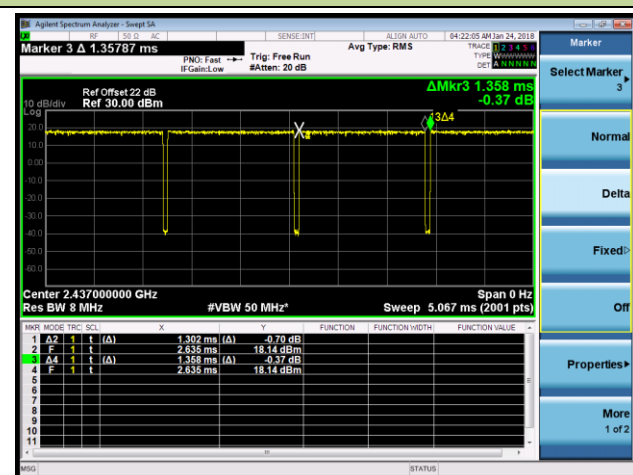 Agilent Spectrum Analyzer - Swept SA
RF 50 Ω AC SENSE:INT ALIGN AUTO 04:22:05 AM Jan 24, 2018
Marker 3 Δ 1.35787 ms
PNO: Fast
IFGain:Low
Trig: Free Run
#Atten: 20 dB
Avg Type: RMS
TRACE 1 2 3 4 5 6
TYPE WWWWWW
DET A N N N N N
Marker
Select Marker
3
Normal
Delta
Fixed
Off
Properties
More
1 of 2
ΔMkr3 1.358 ms
-0.37 dB
Ref Offset 22 dB
10 dB/div Ref 30.00 dBm
Log
20.0
10.0
0.00
-10.0
-20.0
-30.0
-40.0
-50.0
-60.0
3Δ4
Center 2.437000000 GHz Span 0 Hz
Res BW 8 MHz #VBW 50 MHz* Sweep 5.067 ms (2001 pts)
MKR MODE TRC SCL X Y FUNCTION FUNCTION WIDTH FUNCTION VALUE
1 Δ2 1 t (Δ) 1.302 ms (Δ) -0.70 dB
2 F 1 t 2.635 ms 18.14 dBm
3 Δ4 1 t (Δ) 1.358 ms (Δ) -0.37 dB
4 F 1 t 2.635 ms 18.14 dBm
5
6
7
8
9
10
11
MSG STATUS